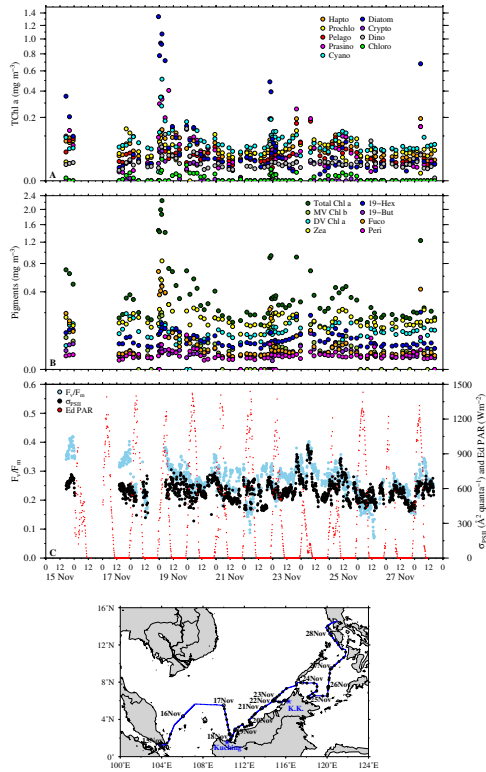 1.4
1.2
1.0
0.8
0.6
0.4
0.2
0.0
TChl a (mg m⁻³)
A
Hapto
Prochlo
Pelago
Prasino
Cyano
Diatom
Crypto
Dino
Chloro
2.4
2.0
1.6
1.2
0.8
0.4
0.0
Pigments (mg m⁻³)
B
Total Chl a
MV Chl b
DV Chl a
Zea
19−Hex
19−But
Fuco
Peri
0.6
0.5
0.4
0.3
0.2
0.1
0.0
Fᵥ/Fₘ
C
Fᵥ/Fₘ
σPSII
Ed PAR
1500
1200
900
600
300
0
σPSII (Å² quanta⁻¹) and Ed PAR (Wm⁻²)
0 12 0 12 0 12 0 12 0 12 0 12 0 12 0 12 0 12 0 12 0 12 0 12 0 12 0 12 0
15 Nov 17 Nov 19 Nov 21 Nov 23 Nov 25 Nov 27 Nov
16˚N
12˚N
8˚N
4˚N
0˚
28Nov
26Nov
25Nov
24Nov
23Nov
22Nov
K.K.
21Nov
20Nov
17Nov
16Nov
18Nov
19Nov
Kuching
100˚E 104˚E 108˚E 112˚E 116˚E 120˚E 124˚E